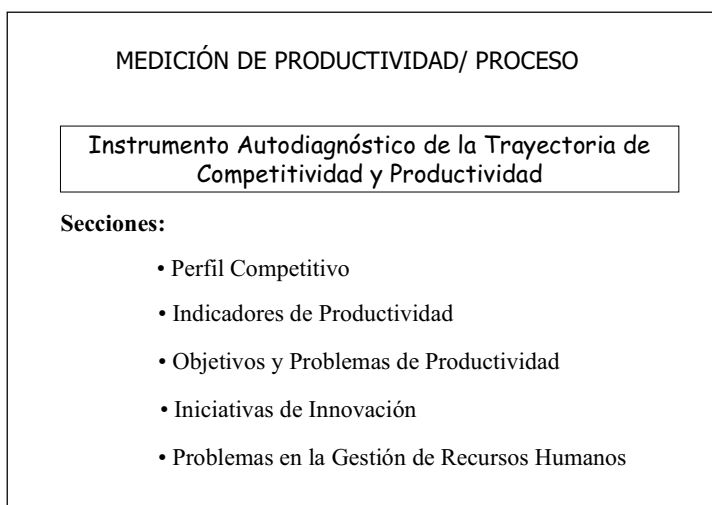 MEDICIÓN DE PRODUCTIVIDAD/ PROCESO
Instrumento Autodiagnóstico de la Trayectoria de
Competitividad y Productividad
Secciones:
• Perfil Competitivo
• Indicadores de Productividad
• Objetivos y Problemas de Productividad
• Iniciativas de Innovación
• Problemas en la Gestión de Recursos Humanos